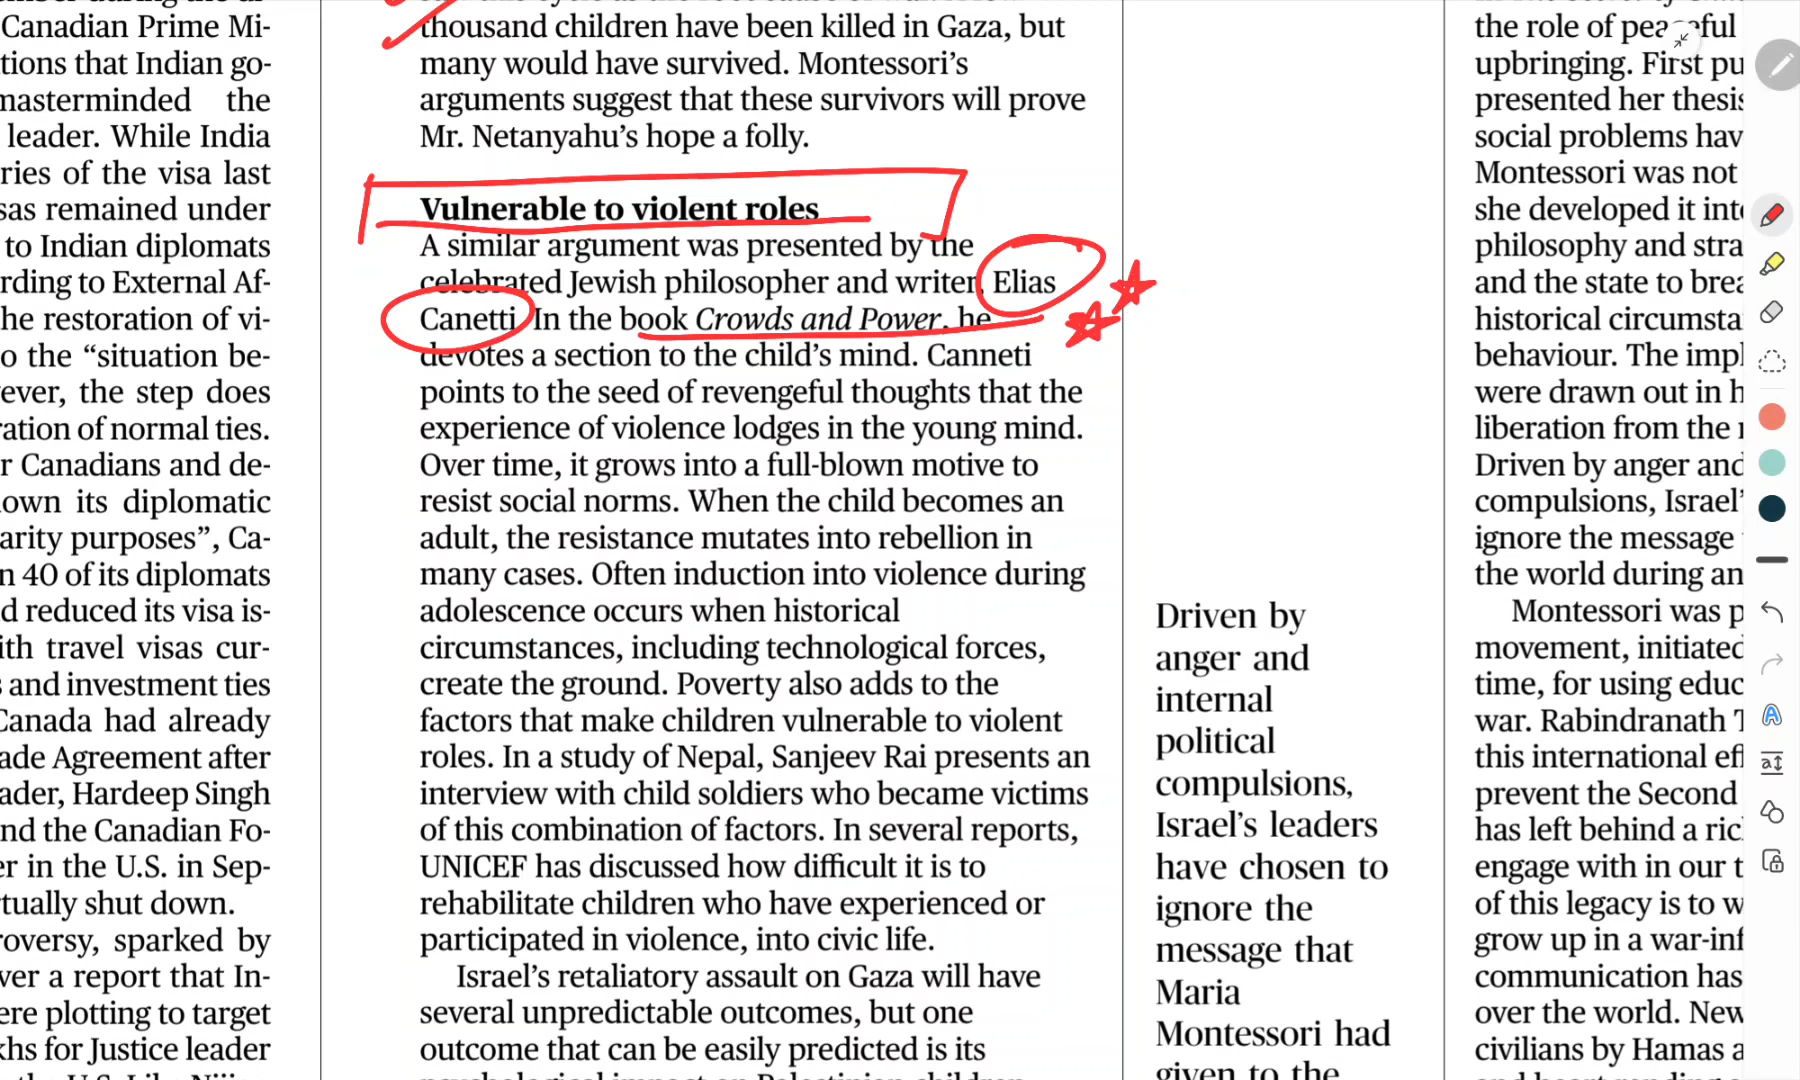 Canadian Prime Mi-
tions that Indian go-
masterminded the
leader. While India
ries of the visa last
sas remained under
to Indian diplomats
rding to External Af-
he restoration of vi-
o the “situation be-
ever, the step does
ration of normal ties.
r Canadians and de-
own its diplomatic
arity purposes”, Ca-
n 40 of its diplomats
d reduced its visa is-
ith travel visas cur-
s and investment ties
Canada had already
ade Agreement after
ader, Hardeep Singh
nd the Canadian Fo-
er in the U.S. in Sep-
tually shut down.
roversy, sparked by
ver a report that In-
ere plotting to target
khs for Justice leader
thousand children have been killed in Gaza, but
many would have survived. Montessori’s
arguments suggest that these survivors will prove
Mr. Netanyahu’s hope a folly.
Vulnerable to violent roles
A similar argument was presented by the
celebrated Jewish philosopher and writer, Elias
Canetti. In the book Crowds and Power, he
devotes a section to the child’s mind. Canneti
points to the seed of revengeful thoughts that the
experience of violence lodges in the young mind.
Over time, it grows into a full-blown motive to
resist social norms. When the child becomes an
adult, the resistance mutates into rebellion in
many cases. Often induction into violence during
adolescence occurs when historical
circumstances, including technological forces,
create the ground. Poverty also adds to the
factors that make children vulnerable to violent
roles. In a study of Nepal, Sanjeev Rai presents an
interview with child soldiers who became victims
of this combination of factors. In several reports,
UNICEF has discussed how difficult it is to
rehabilitate children who have experienced or
participated in violence, into civic life.
Israel’s retaliatory assault on Gaza will have
several unpredictable outcomes, but one
outcome that can be easily predicted is its
Driven by
anger and
internal
political
compulsions,
Israel’s leaders
have chosen to
ignore the
message that
Maria
Montessori had
given to the
the role of peaceful
upbringing. First pu
presented her thesis
social problems hav
Montessori was not
she developed it into
philosophy and stra
and the state to brea
historical circumsta
behaviour. The impl
were drawn out in h
liberation from the
Driven by anger and
compulsions, Israel’
ignore the message
the world during an
Montessori was p
movement, initiated
time, for using educ
war. Rabindranath T
this international eff
prevent the Second
has left behind a ric
engage with in our t
of this legacy is to w
grow up in a war-inf
communication has
over the world. New
civilians by Hamas a